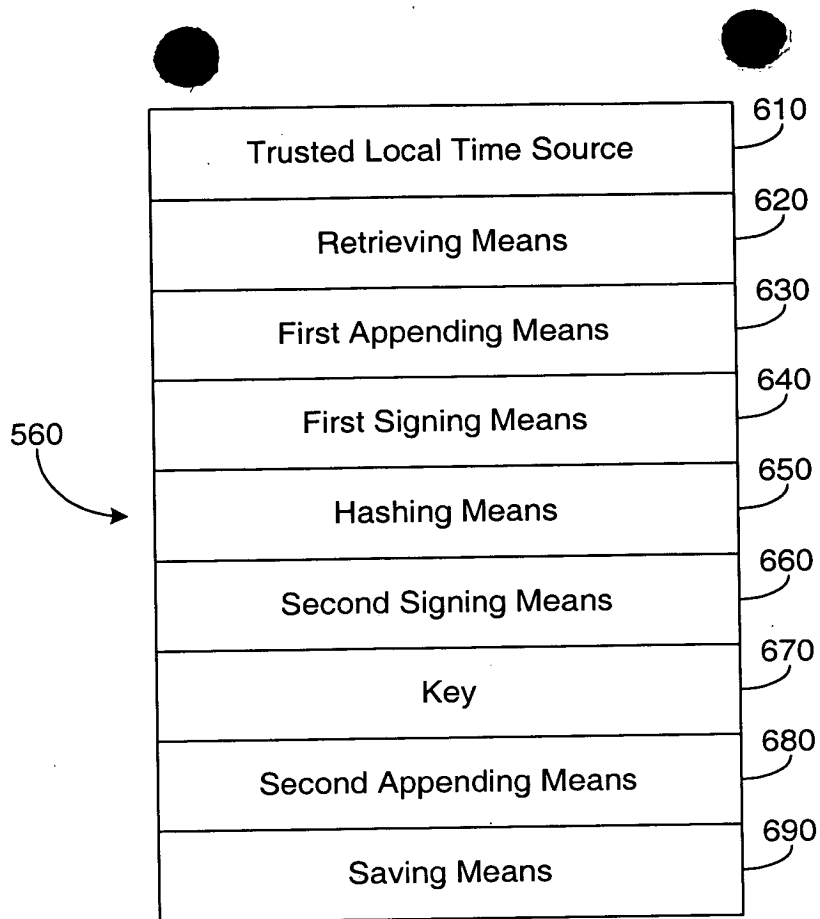 610
Trusted Local Time Source
620
Retrieving Means
630
First Appending Means
640
First Signing Means
560
650
Hashing Means
660
Second Signing Means
670
Key
680
Second Appending Means
690
Saving Means